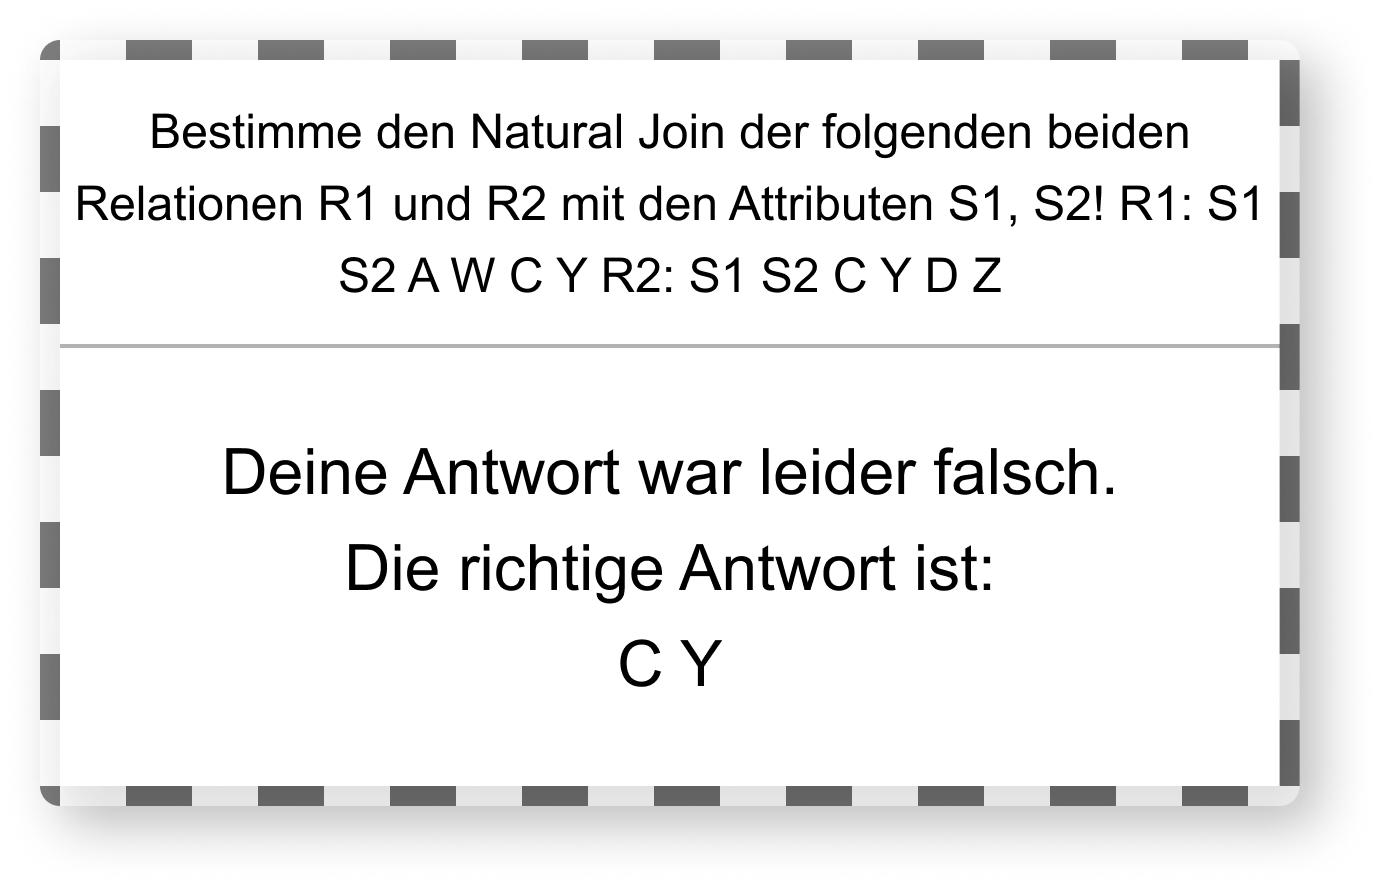 Bestimme den Natural Join der folgenden beiden
Relationen R1 und R2 mit den Attributen S1, S2! R1: S1
S2 A W C Y R2: S1 S2 C Y D Z
Deine Antwort war leider falsch.
Die richtige Antwort ist:
C Y